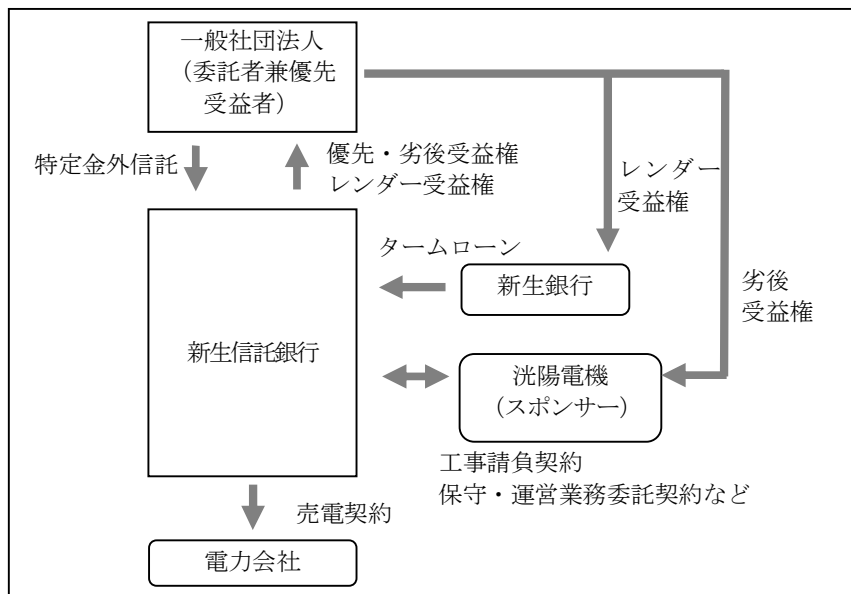 一般社団法人
（委託者兼優先
受益者）
特定金外信託
優先・劣後受益権
レンダー受益権
レンダー
受益権
タームローン
新生銀行
劣後
受益権
新生信託銀行
洸陽電機
（スポンサー）
工事請負契約
保守・運営業務委託契約など
売電契約
電力会社